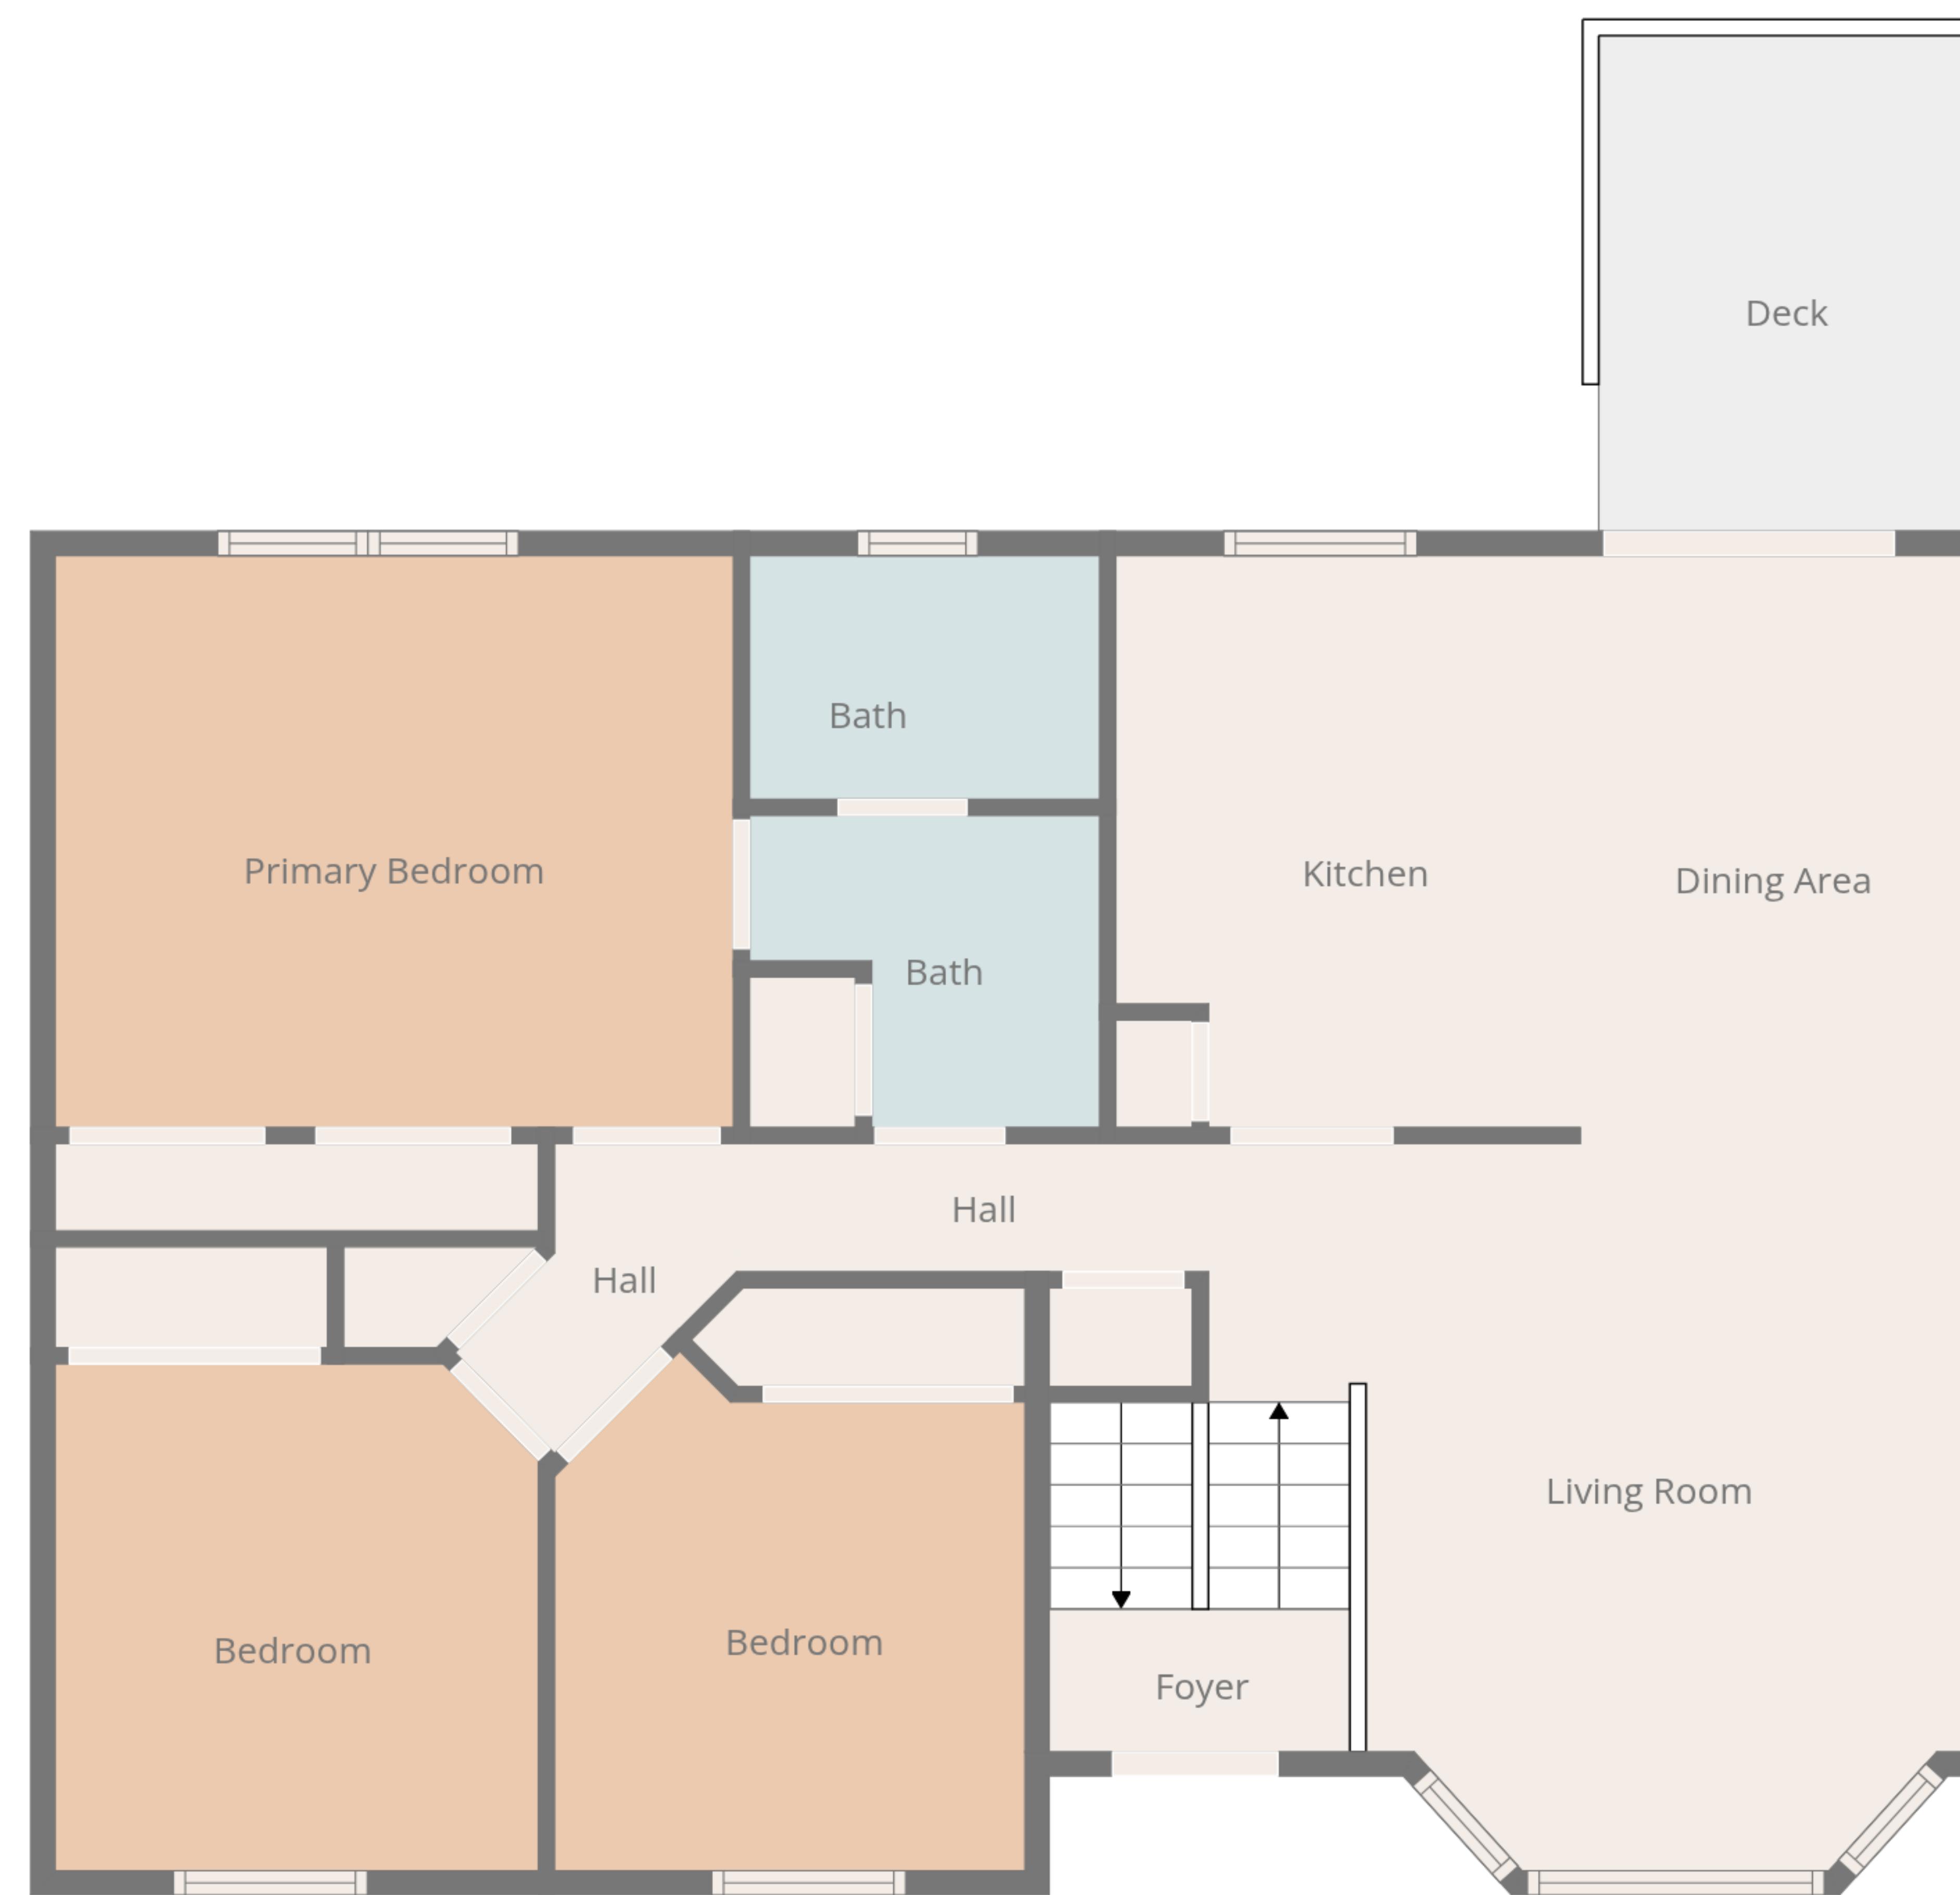 Deck
Bath
Primary Bedroom
Kitchen
Dining Area
Bath
Hall
Hall
Living Room
Bedroom
Bedroom
Foyer